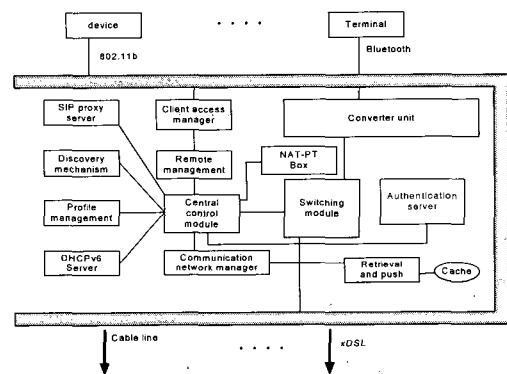 device
Terminal
802.11b
Bluetooth
SIP proxy
server
Client access
manager
Converter unit
Discovery
mechanism
Remote
management
NAT-PT
Box
Profile
management
Central
control
module
Switching
module
Authentication
server
DHCPv6
Server
Communication
network manager
Retrieval
and push
Cache
Cable line
xDSL